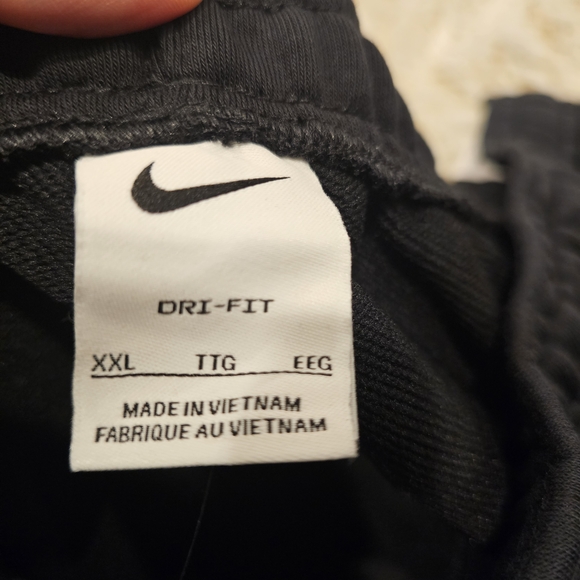 DRI-FIT
XXL TTG EEG
MADE IN VIETNAM
FABRIQUE AU VIETNAM